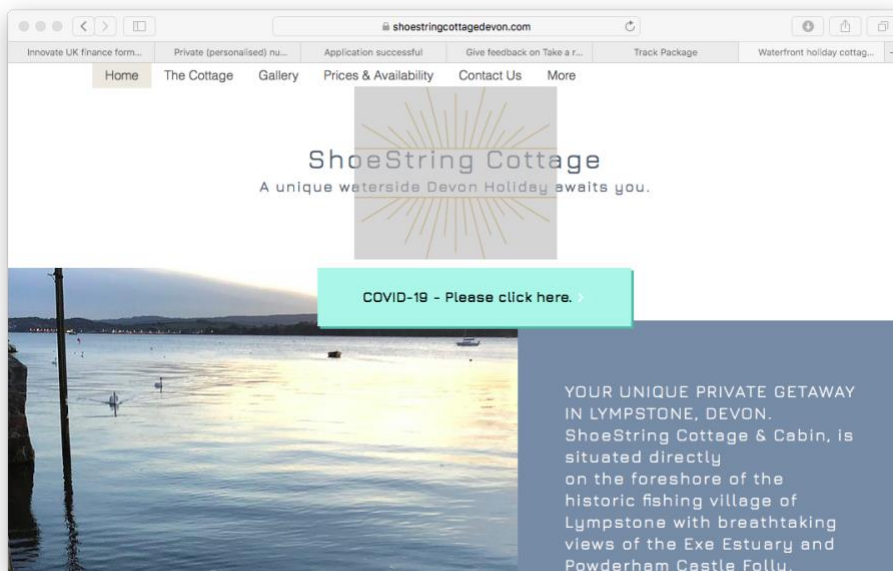 shoestringcottagedevon.com
Innovate UK finance form... Private (personalised) nu... Application successful Give feedback on Take a r... Track Package Waterfront holiday cottag...
Home The Cottage Gallery Prices & Availability Contact Us More
ShoeString Cottage
A unique waterside Devon Holiday awaits you.
COVID-19 - Please click here. >
YOUR UNIQUE PRIVATE GETAWAY
IN LYMPSTONE, DEVON.
ShoeString Cottage & Cabin, is
situated directly
on the foreshore of the
historic fishing village of
Lympstone with breathtaking
views of the Exe Estuary and
Powderham Castle Folly.